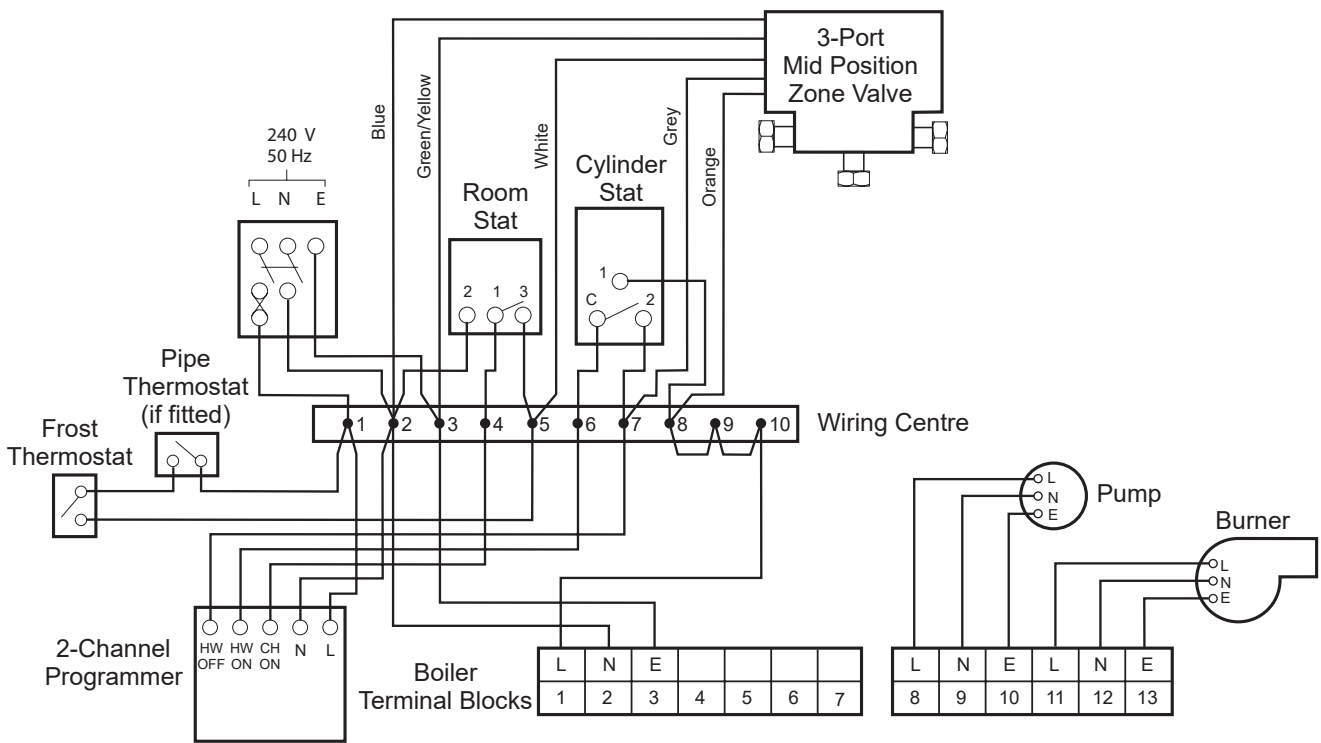 3-Port
Mid Position
Zone Valve
Blue
Green/Yellow
White
Grey
Orange
240 V
50 Hz
L N E
Room
Stat
2 1 3
Cylinder
Stat
1
C 2
Pipe
Thermostat
(if fitted)
Frost
Thermostat
1 2 3 4 5 6 7 8 9 10
Wiring Centre
L
N
E
Pump
Burner
L
N
E
2-Channel
Programmer
HW
OFF
HW
ON
CH
ON
N
L
Boiler
Terminal Blocks
L N E
1 2 3 4 5 6 7
L N E L N E
8 9 10 11 12 13